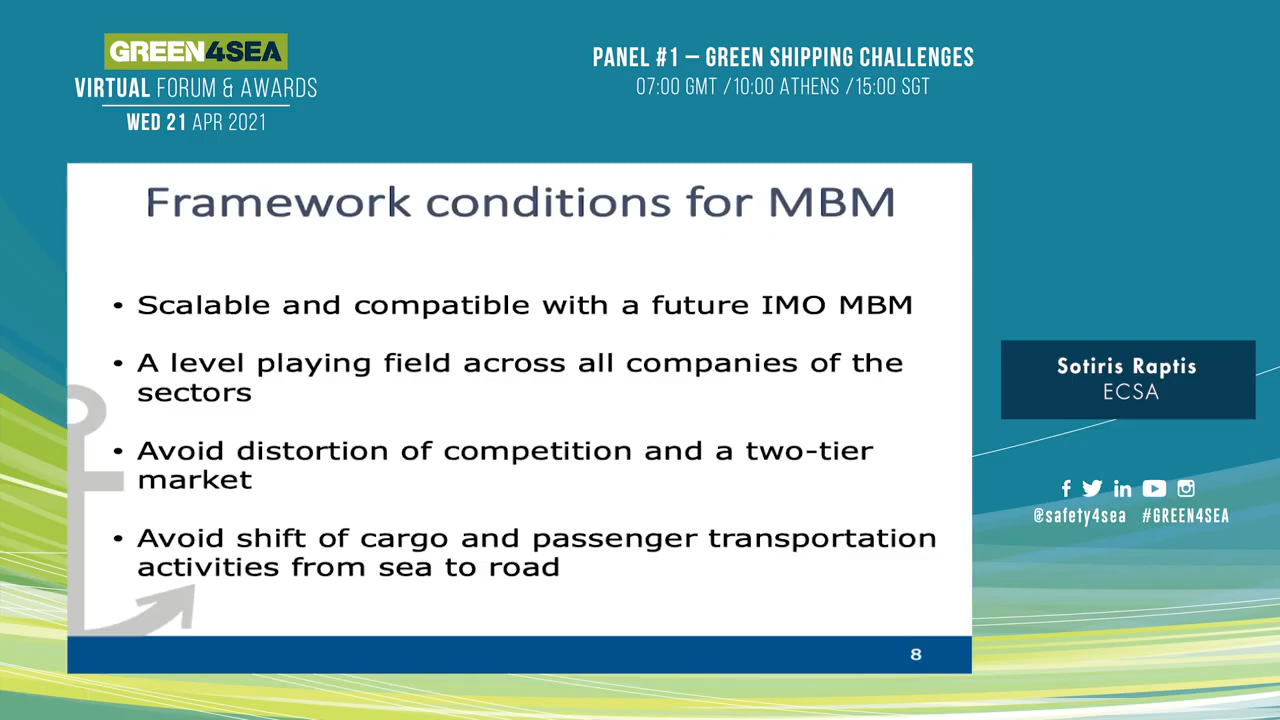 GREEN4SEA
VIRTUAL FORUM & AWARDS
WED 21 APR 2021
PANEL #1 – GREEN SHIPPING CHALLENGES
07:00 GMT /10:00 ATHENS /15:00 SGT
Framework conditions for MBM
• Scalable and compatible with a future IMO MBM
• A level playing field across all companies of the
sectors
• Avoid distortion of competition and a two-tier
market
• Avoid shift of cargo and passenger transportation
activities from sea to road
8
Sotiris Raptis
ECSA
@safety4sea #GREEN4SEA